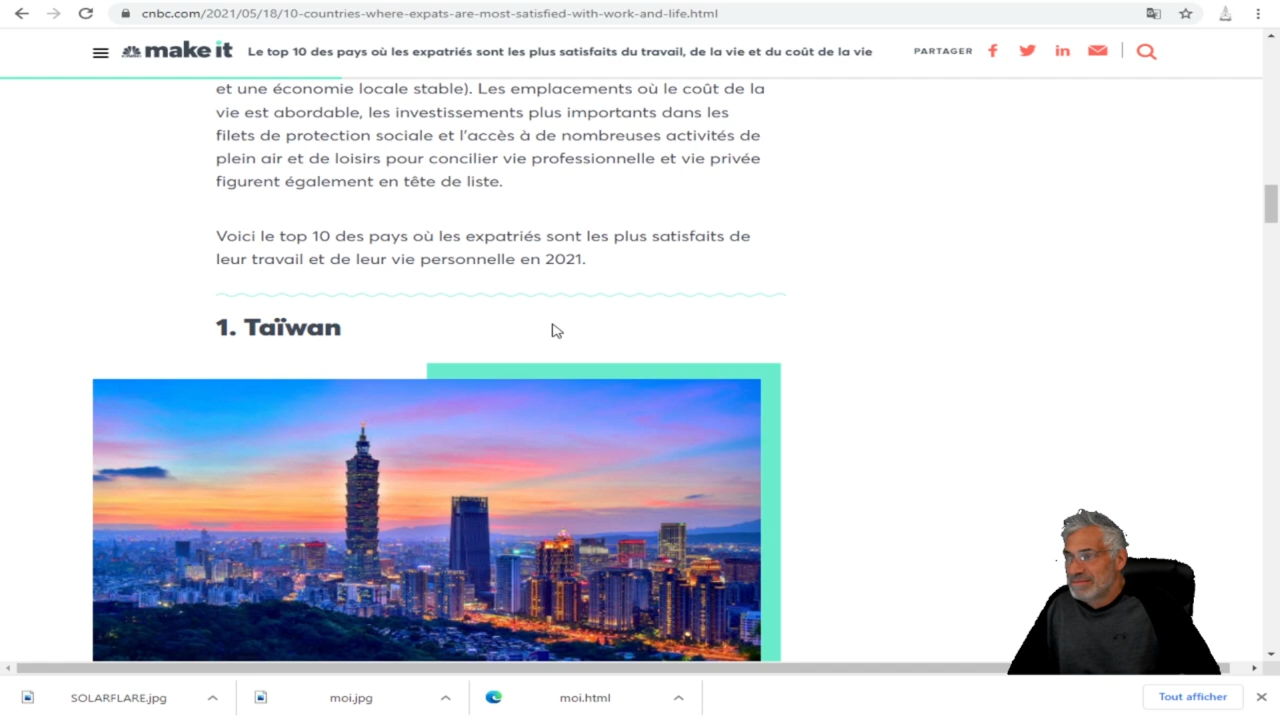 cnbc.com/2021/05/18/10-countries-where-expats-are-most-satisfied-with-work-and-life.html
make it Le top 10 des pays où les expatriés sont les plus satisfaits du travail, de la vie et du coût de la vie PARTAGER
et une économie locale stable). Les emplacements où le coût de la
vie est abordable, les investissements plus importants dans les
filets de protection sociale et l'accès à de nombreuses activités de
plein air et de loisirs pour concilier vie professionnelle et vie privée
figurent également en tête de liste.
Voici le top 10 des pays où les expatriés sont les plus satisfaits de
leur travail et de leur vie personnelle en 2021.
1. Taïwan
SOLARFLARE.jpg moi.jpg moi.html Tout afficher